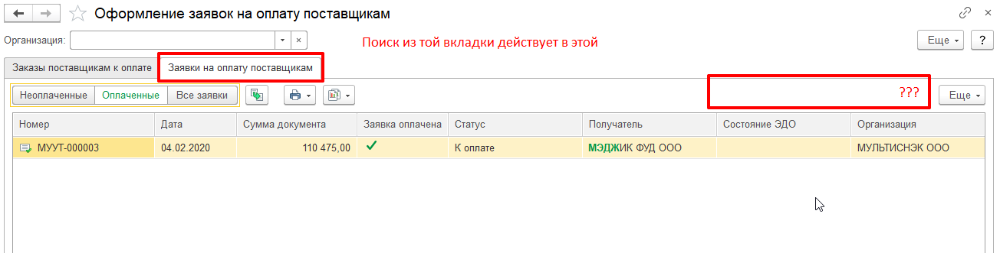 Оформление заявок на оплату поставщикам
Организация:
Поиск из той вкладки действует в этой
Еще ?
Заказы поставщикам к оплате Заявки на оплату поставщикам
Неоплаченные Оплаченные Все заявки ??? Еще
Номер Дата Сумма документа Заявка оплачена Статус Получатель Состояние ЭДО Организация
МУУТ-000003 04.02.2020 110 475,00 К оплате МЭДЖИК ФУД ООО МУЛЬТИСНЭК ООО